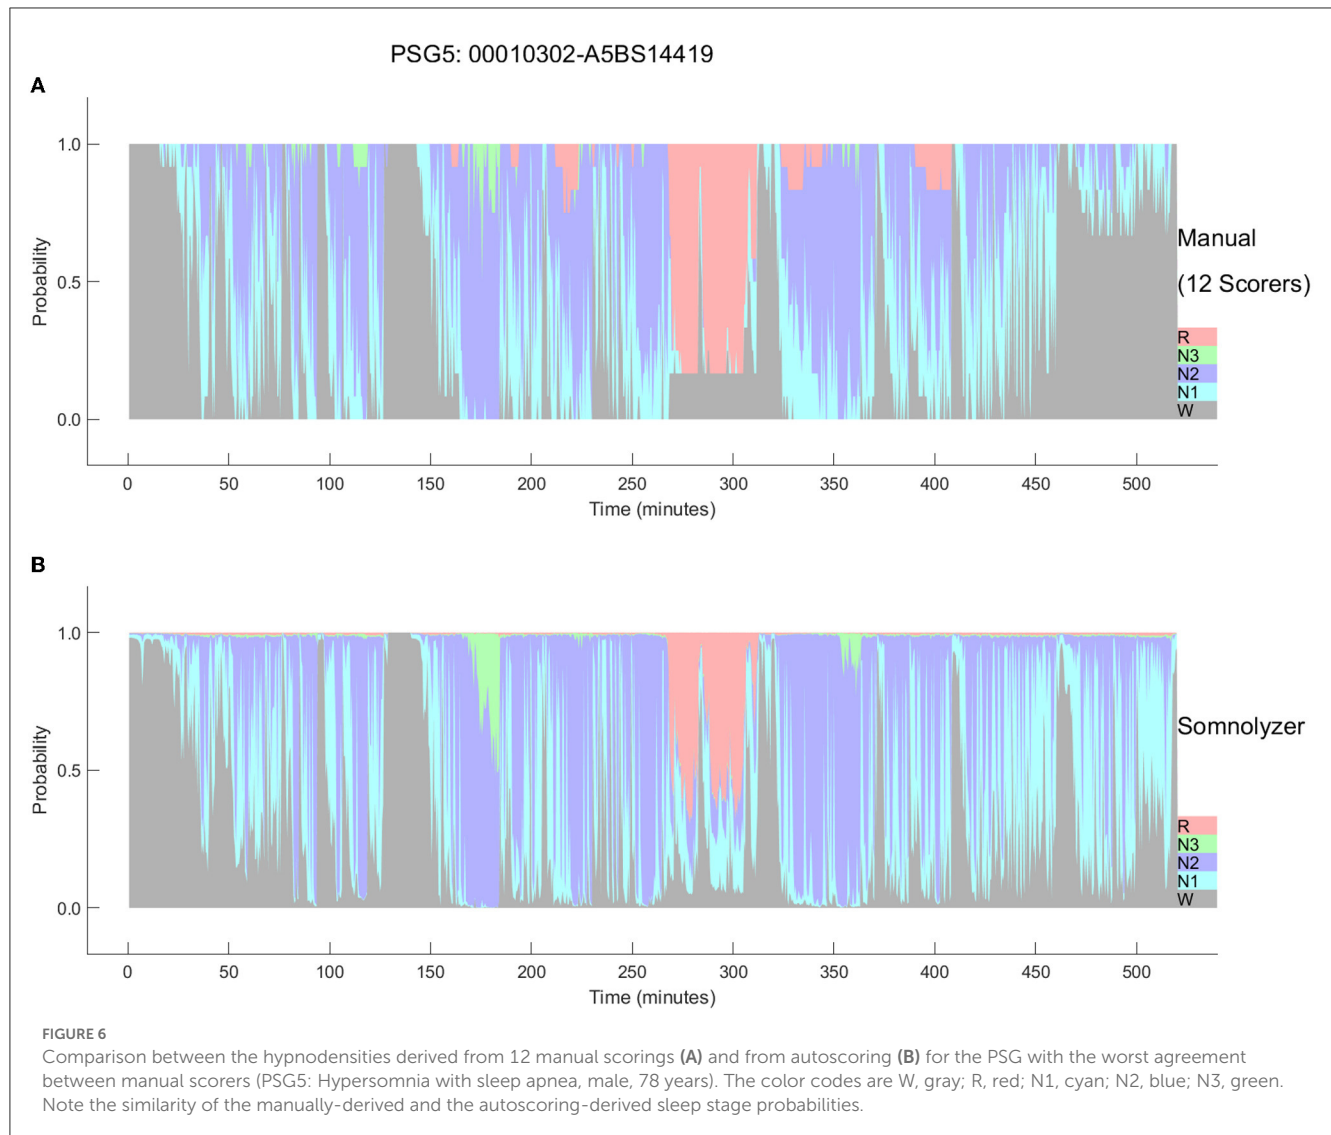 PSG5: 00010302-A5BS14419
A
1.0
0.5
0.0
Probability
0 50 100 150 200 250 300 350 400 450 500
Time (minutes)
Manual
(12 Scorers)
R
N3
N2
N1
W
B
1.0
0.5
0.0
Probability
0 50 100 150 200 250 300 350 400 450 500
Time (minutes)
Somnolyzer
R
N3
N2
N1
W
FIGURE 6
Comparison between the hypnodensities derived from 12 manual scorings (A) and from autoscoring (B) for the PSG with the worst agreement
between manual scorers (PSG5: Hypersomnia with sleep apnea, male, 78 years). The color codes are W, gray; R, red; N1, cyan; N2, blue; N3, green.
Note the similarity of the manually-derived and the autoscoring-derived sleep stage probabilities.